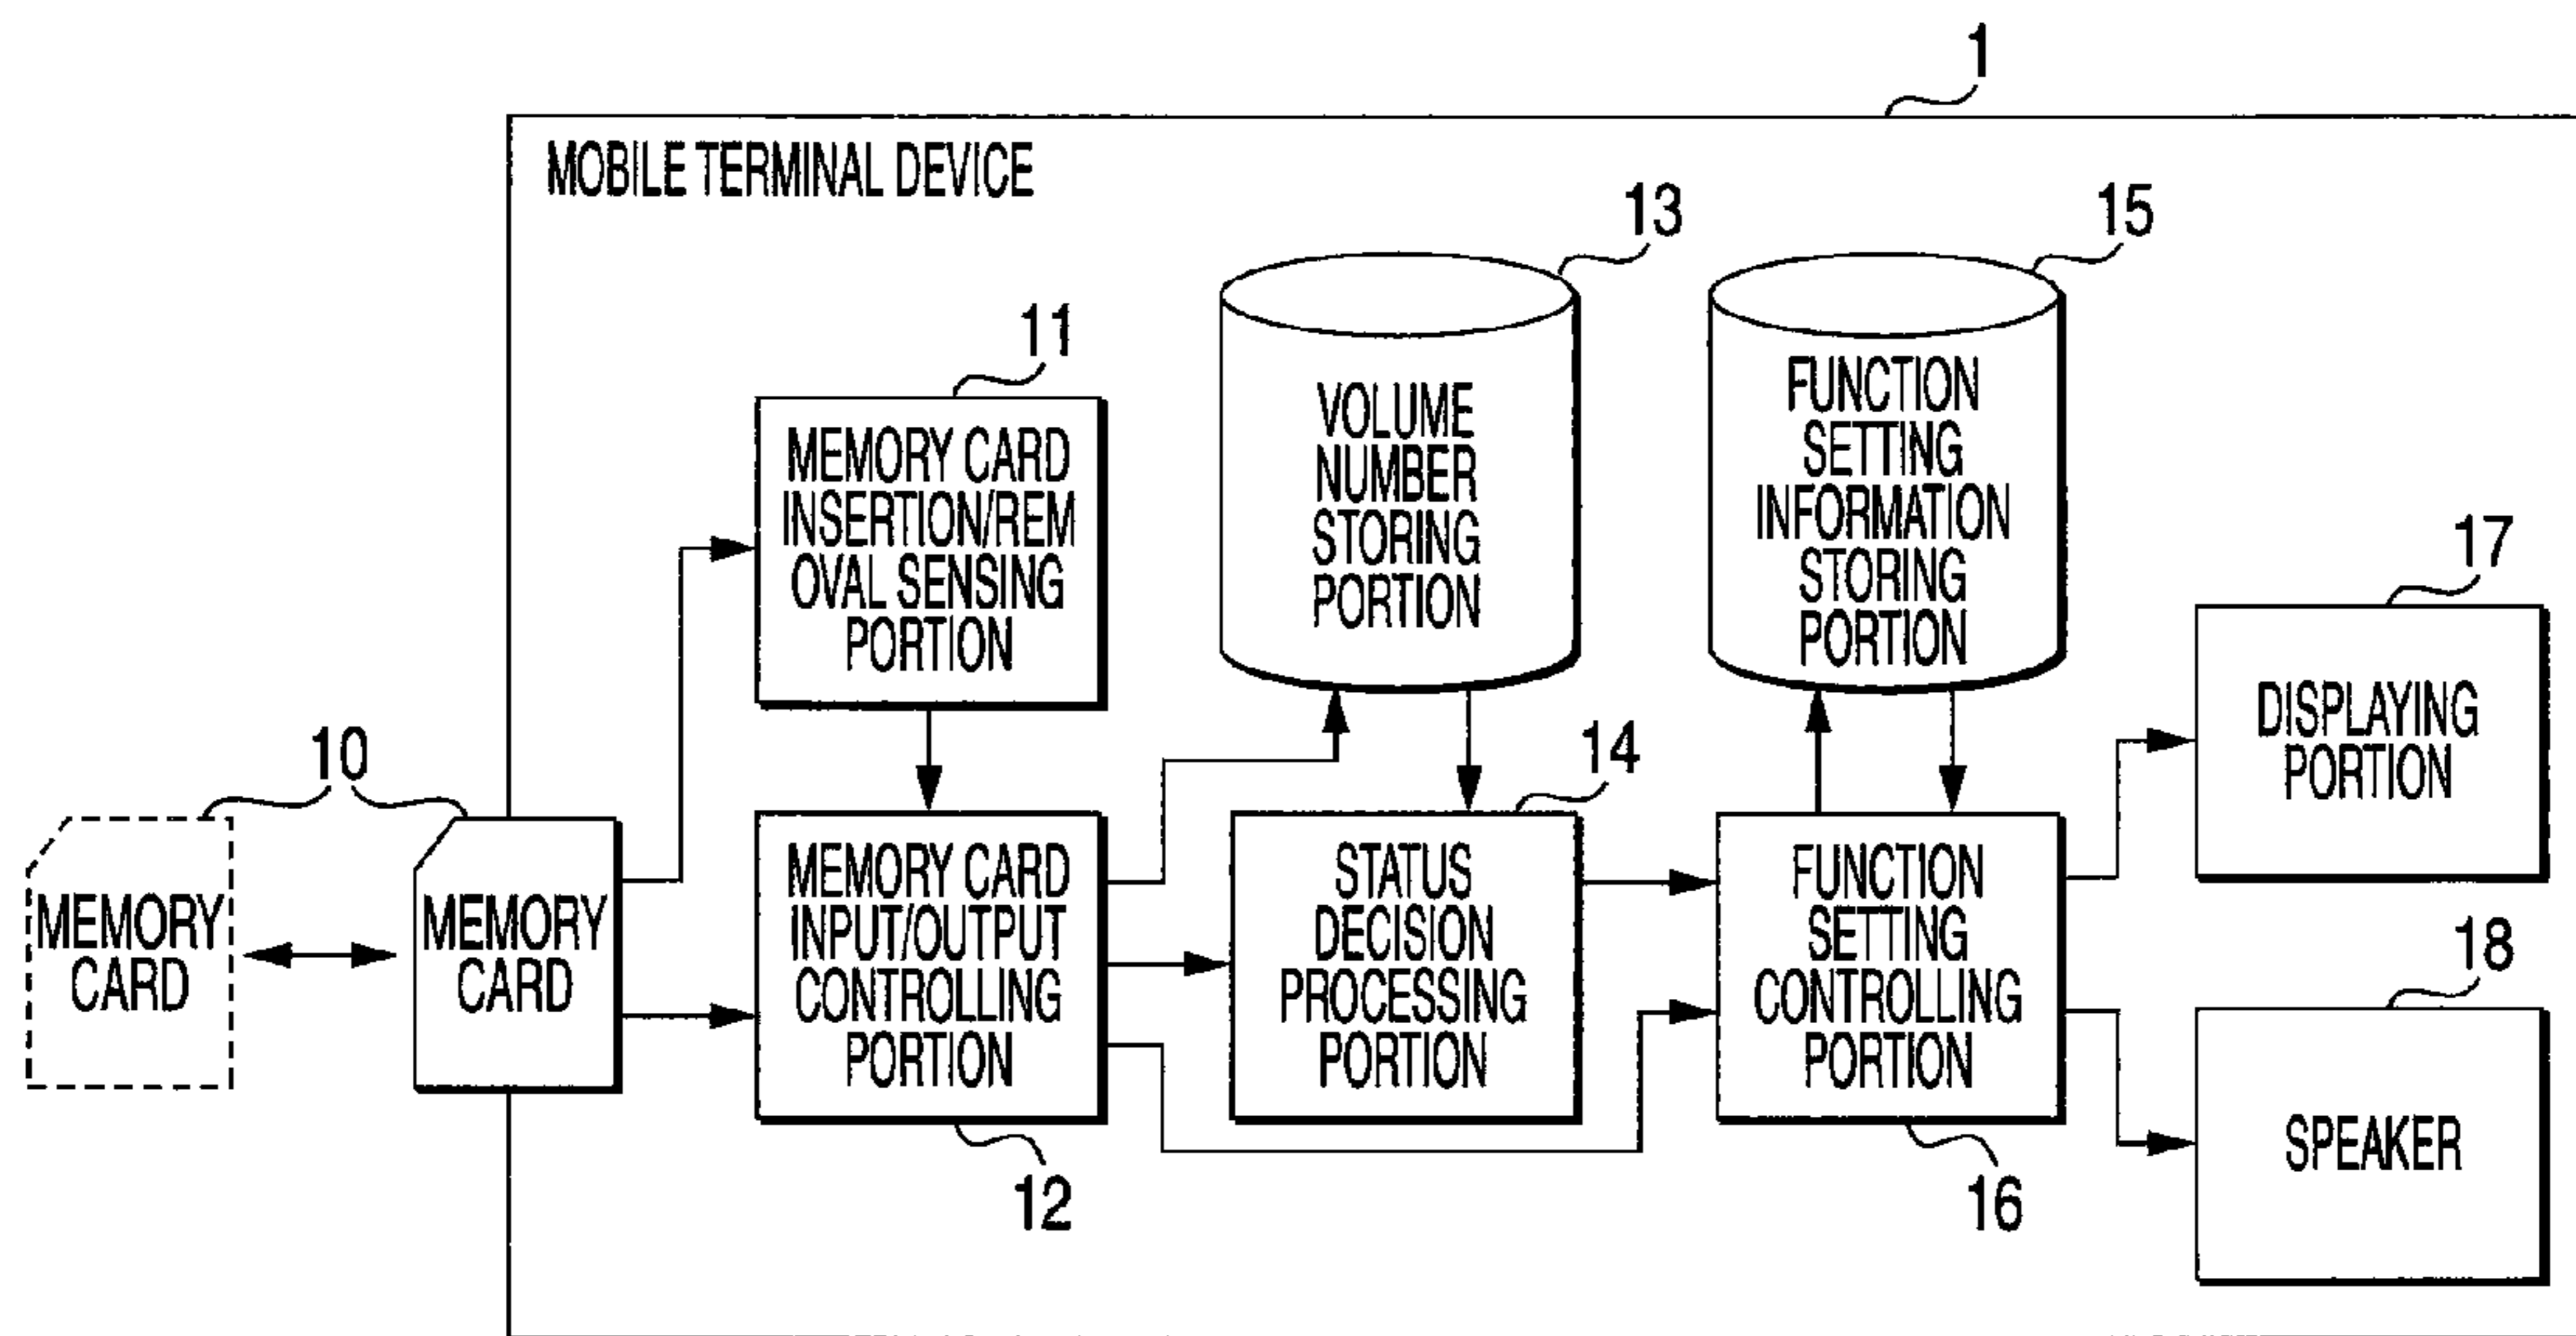 1
MOBILE TERMINAL DEVICE
13
15
11
MEMORY CARD
INSERTION/REM
OVAL SENSING
PORTION
VOLUME
NUMBER
STORING
PORTION
FUNCTION
SETTING
INFORMATION
STORING
PORTION
17
DISPLAYING
PORTION
10
MEMORY
CARD
MEMORY
CARD
MEMORY CARD
INPUT/OUTPUT
CONTROLLING
PORTION
12
14
STATUS
DECISION
PROCESSING
PORTION
FUNCTION
SETTING
CONTROLLING
PORTION
16
18
SPEAKER